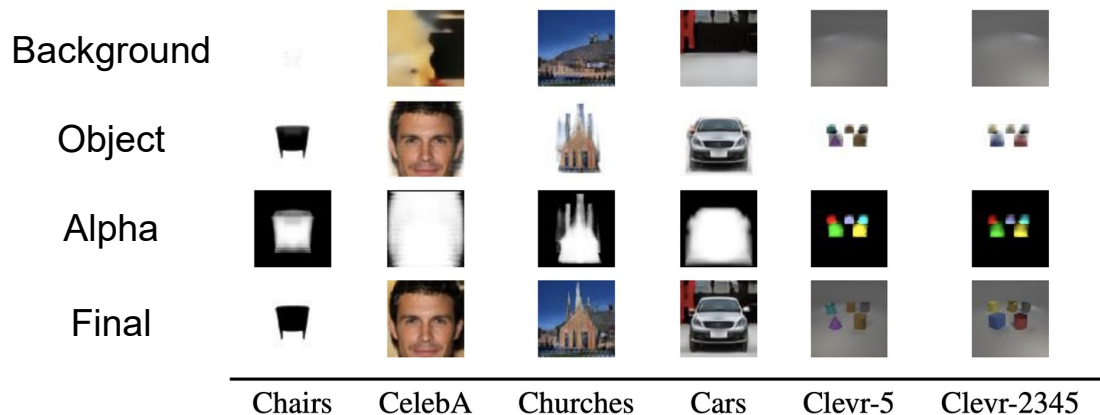 Background
Object
Alpha
Final
Chairs CelebA Churches Cars Clevr-5 Clevr-2345